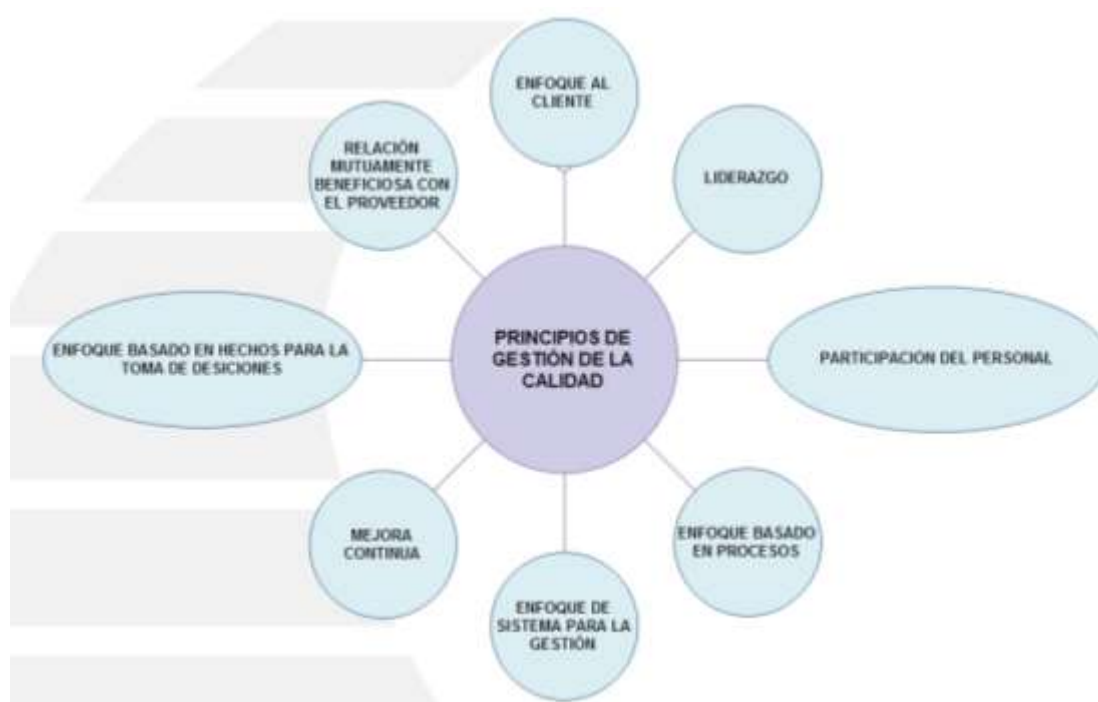 ENFOQUE AL
CLIENTE
LIDERAZGO
PARTICIPACIÓN DEL PERSONAL
ENFOQUE BASADO
EN PROCESOS
ENFOQUE DE
SISTEMA PARA LA
GESTIÓN
MEJORA
CONTINUA
ENFOQUE BASADO EN HECHOS PARA LA
TOMA DE DESICIONES
RELACIÓN
MUTUAMENTE
BENEFICIOSA CON
EL PROVEEDOR
PRINCIPIOS DE
GESTIÓN DE LA
CALIDAD